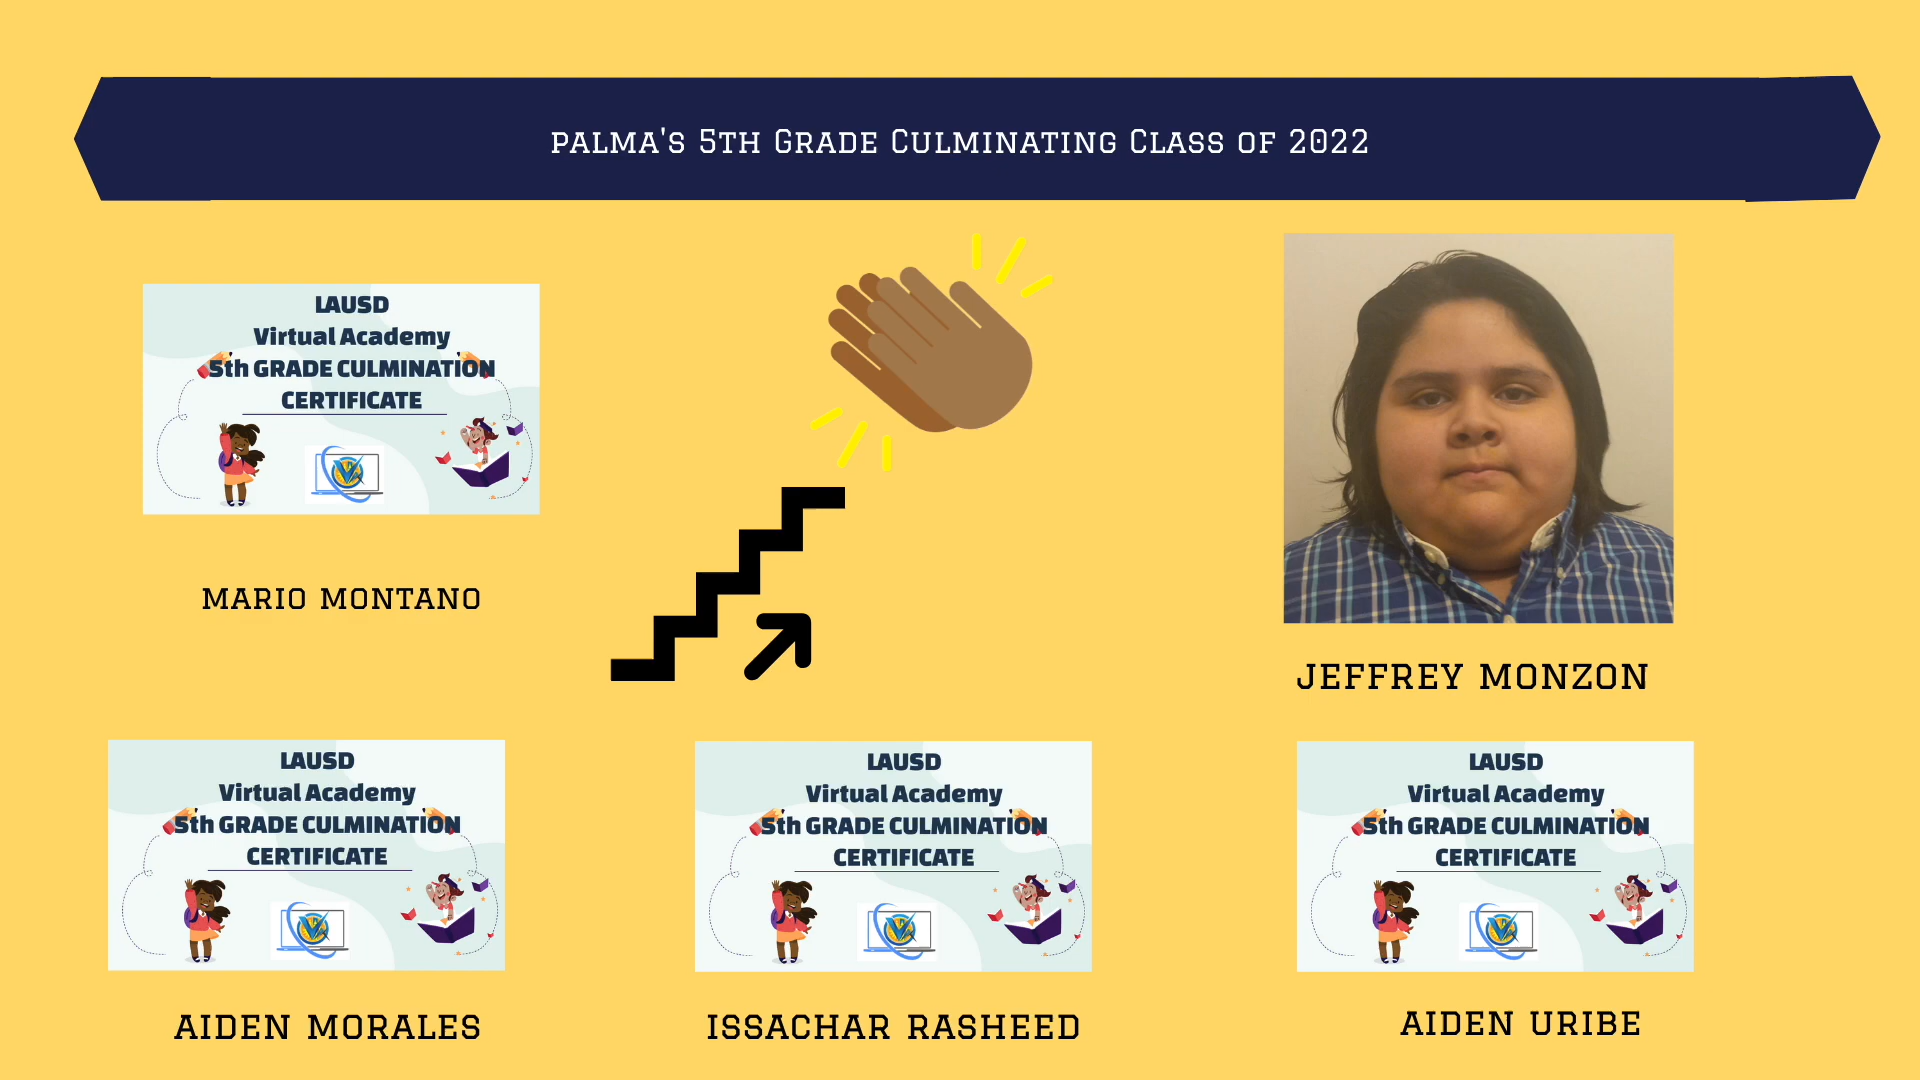 PALMA'S 5TH GRADE CULMINATING CLASS OF 2022
LAUSD
Virtual Academy
5th GRADE CULMINATION
CERTIFICATE
MARIO MONTANO
JEFFREY MONZON
LAUSD
Virtual Academy
5th GRADE CULMINATION
CERTIFICATE
AIDEN MORALES
LAUSD
Virtual Academy
5th GRADE CULMINATION
CERTIFICATE
ISSACHAR RASHEED
LAUSD
Virtual Academy
5th GRADE CULMINATION
CERTIFICATE
AIDEN URIBE